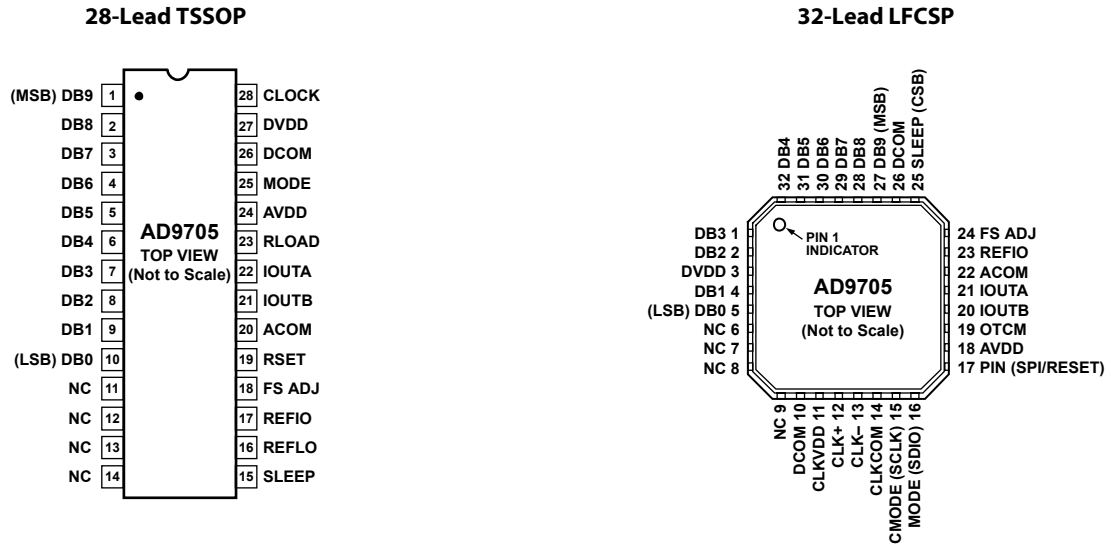 28-Lead TSSOP
(MSB) DB9 1
DB8 2
DB7 3
DB6 4
DB5 5
DB4 6
DB3 7
DB2 8
DB1 9
(LSB) DB0 10
NC 11
NC 12
NC 13
NC 14
AD9705
TOP VIEW
(Not to Scale)
28 CLOCK
27 DVDD
26 DCOM
25 MODE
24 AVDD
23 RLOAD
22 IOUTA
21 IOUTB
20 ACOM
19 RSET
18 FS ADJ
17 REFIO
16 REFLO
15 SLEEP
32-Lead LFCSP
32 DB4
31 DB5
30 DB6
29 DB7
28 DB8
27 DB9 (MSB)
26 DCOM
25 SLEEP (CSB)
DB3 1
DB2 2
DVDD 3
DB1 4
(LSB) DB0 5
NC 6
NC 7
NC 8
PIN 1
INDICATOR
AD9705
TOP VIEW
(Not to Scale)
24 FS ADJ
23 REFIO
22 ACOM
21 IOUTA
20 IOUTB
19 OTCM
18 AVDD
17 PIN (SPI/RESET)
NC 9
DCOM 10
CLKVDD 11
CLK+ 12
CLK– 13
CLKCOM 14
CMODE (SCLK) 15
MODE (SDIO) 16